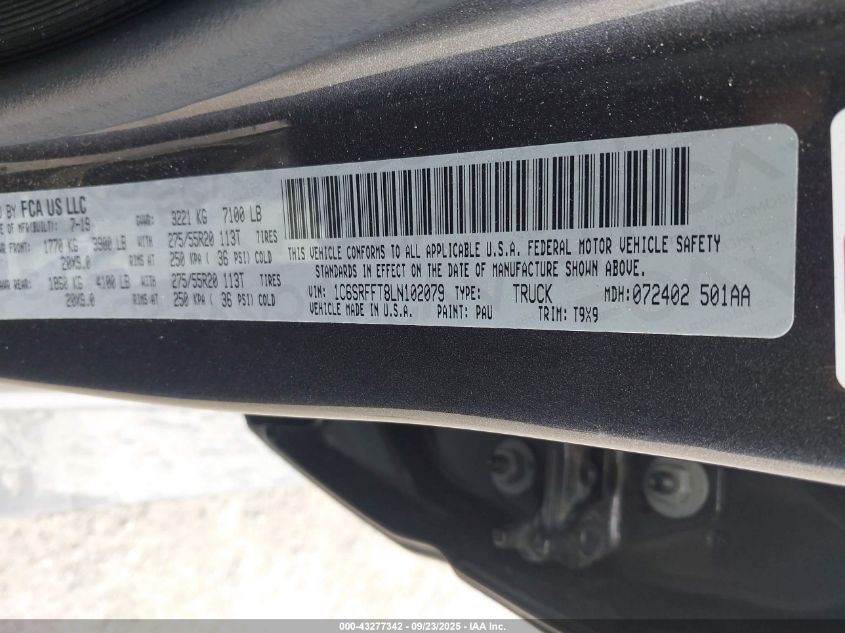 D BY FCA US LLC
OF MFR(BUILT): 7-19 GVWR: 3221 KG 7100 LB
FRONT: 1770 KG 3900 LB WITH 275/55R20 113T TIRES
20X9.0 RIMS AT 250 KPA ( 36 PSI) COLD
REAR: 1860 KG 4100 LB WITH 275/55R20 113T TIRES
20X9.0 RIMS AT 250 KPA ( 36 PSI) COLD
THIS VEHICLE CONFORMS TO ALL APPLICABLE U.S.A. FEDERAL MOTOR VEHICLE SAFETY
STANDARDS IN EFFECT ON THE DATE OF MANUFACTURE SHOWN ABOVE.
VIN: 1C6SRFFT8LN102079 TYPE: TRUCK MDH: 072402 501AA
VEHICLE MADE IN U.S.A. PAINT: PAU TRIM: T9X9
000-43277342 - 09/23/2025 - IAA Inc.